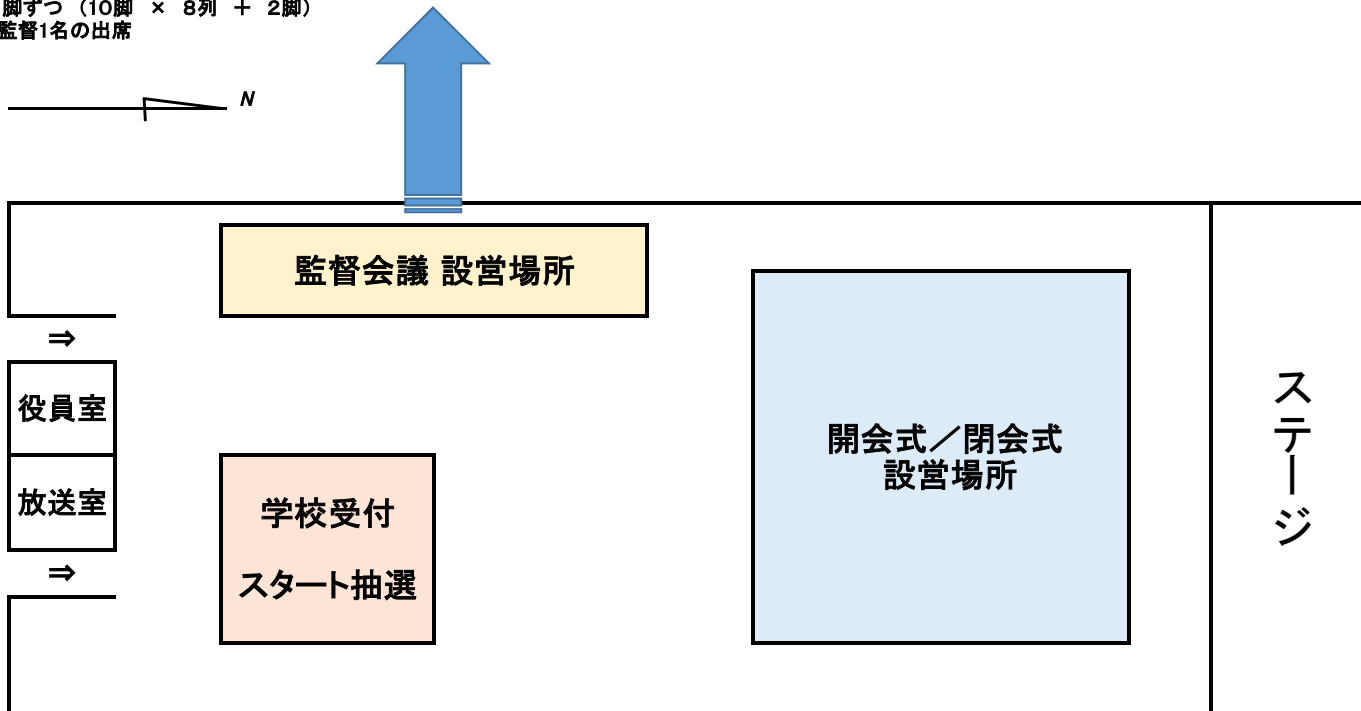 脚ずつ （10脚　×　8列　＋　2脚）
監督1名の出席
N
監督会議 設営場所
⇒
役員室
放送室
⇒
学校受付
スタート抽選
開会式／閉会式
設営場所
ステージ